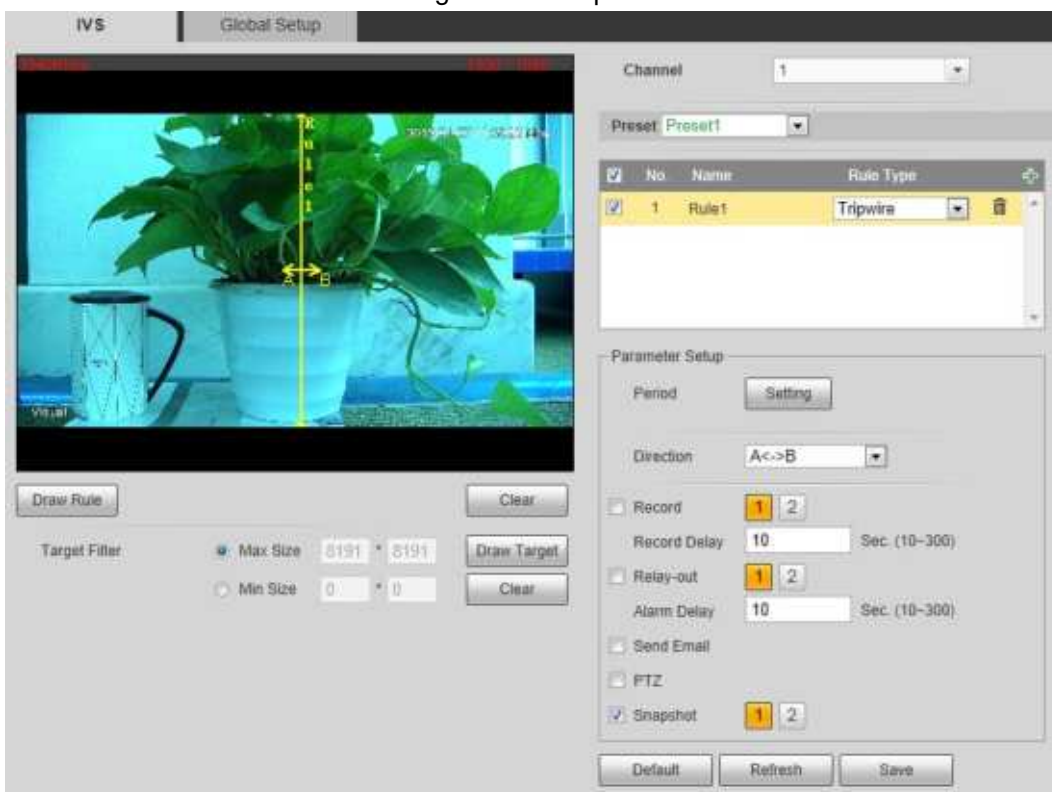 IVS Global Setup
Channel 1
Preset Preset1
No. Name Rule Type
1 Rule1 Tripwire
Rule1
A B
Visual
Parameter Setup
Period Setting
Direction A<->B
Draw Rule Clear
Record 1 2
Record Delay 10 Sec. (10~300)
Target Filter Max Size 8191 * 8191 Draw Target
Relay-out 1 2
Min Size 0 * 0 Clear
Alarm Delay 10 Sec. (10~300)
Send Email
PTZ
Snapshot 1 2
Default Refresh Save